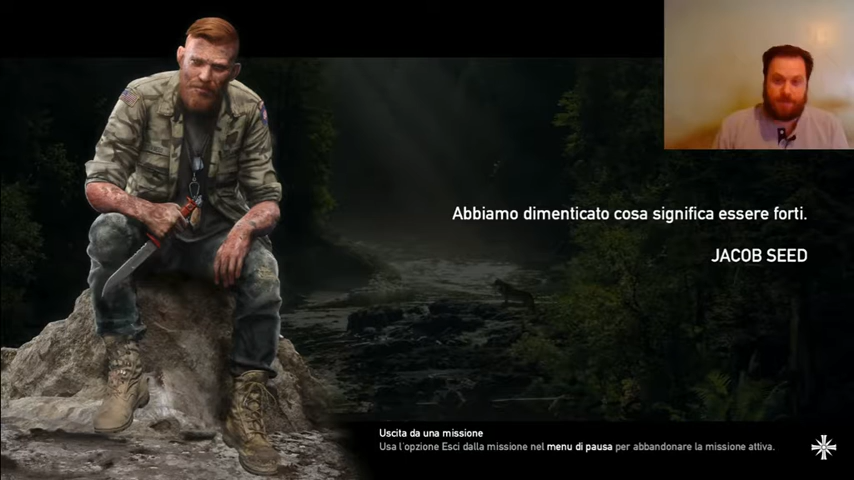 Abbiamo dimenticato cosa significa essere forti.
JACOB SEED
Uscita da una missione
Usa l'opzione Esci dalla missione nel menu di pausa per abbandonare la missione attiva.